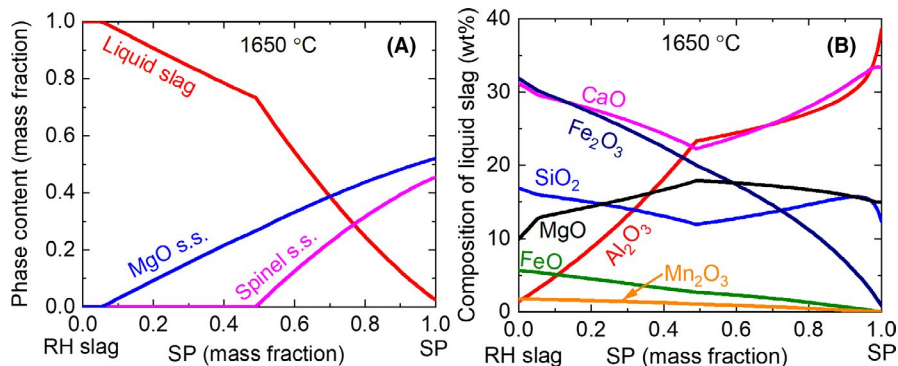 1650 °C
(A)
Liquid slag
MgO s.s.
Spinel s.s.
Phase content (mass fraction)
1.0
0.8
0.6
0.4
0.2
0.0
0.0 0.2 0.4 0.6 0.8 1.0
RH slag SP (mass fraction) SP
1650 °C
(B)
CaO
Fe₂O₃
SiO₂
MgO
Al₂O₃
FeO
Mn₂O₃
Composition of liquid slag (wt%)
40
30
20
10
0
0.0 0.2 0.4 0.6 0.8 1.0
RH slag SP (mass fraction) SP